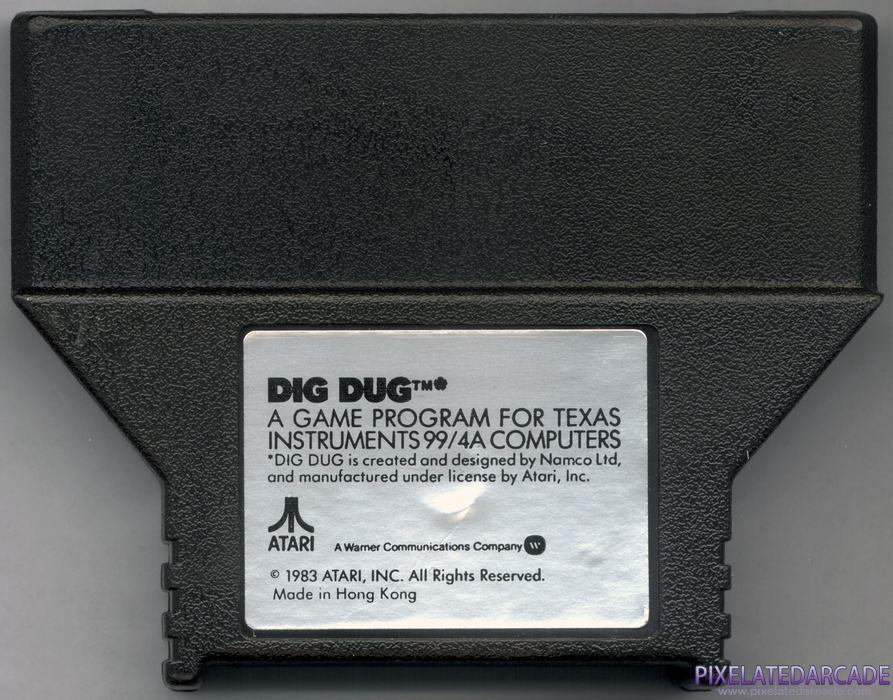 DIG DUG™*
A GAME PROGRAM FOR TEXAS
INSTRUMENTS 99/4A COMPUTERS
*DIG DUG is created and designed by Namco Ltd,
and manufactured under license by Atari, Inc.
ATARI A Warner Communications Company W
© 1983 ATARI, INC. All Rights Reserved.
Made in Hong Kong
PIXELATEDARCADE
www.pixelatedarcade.com